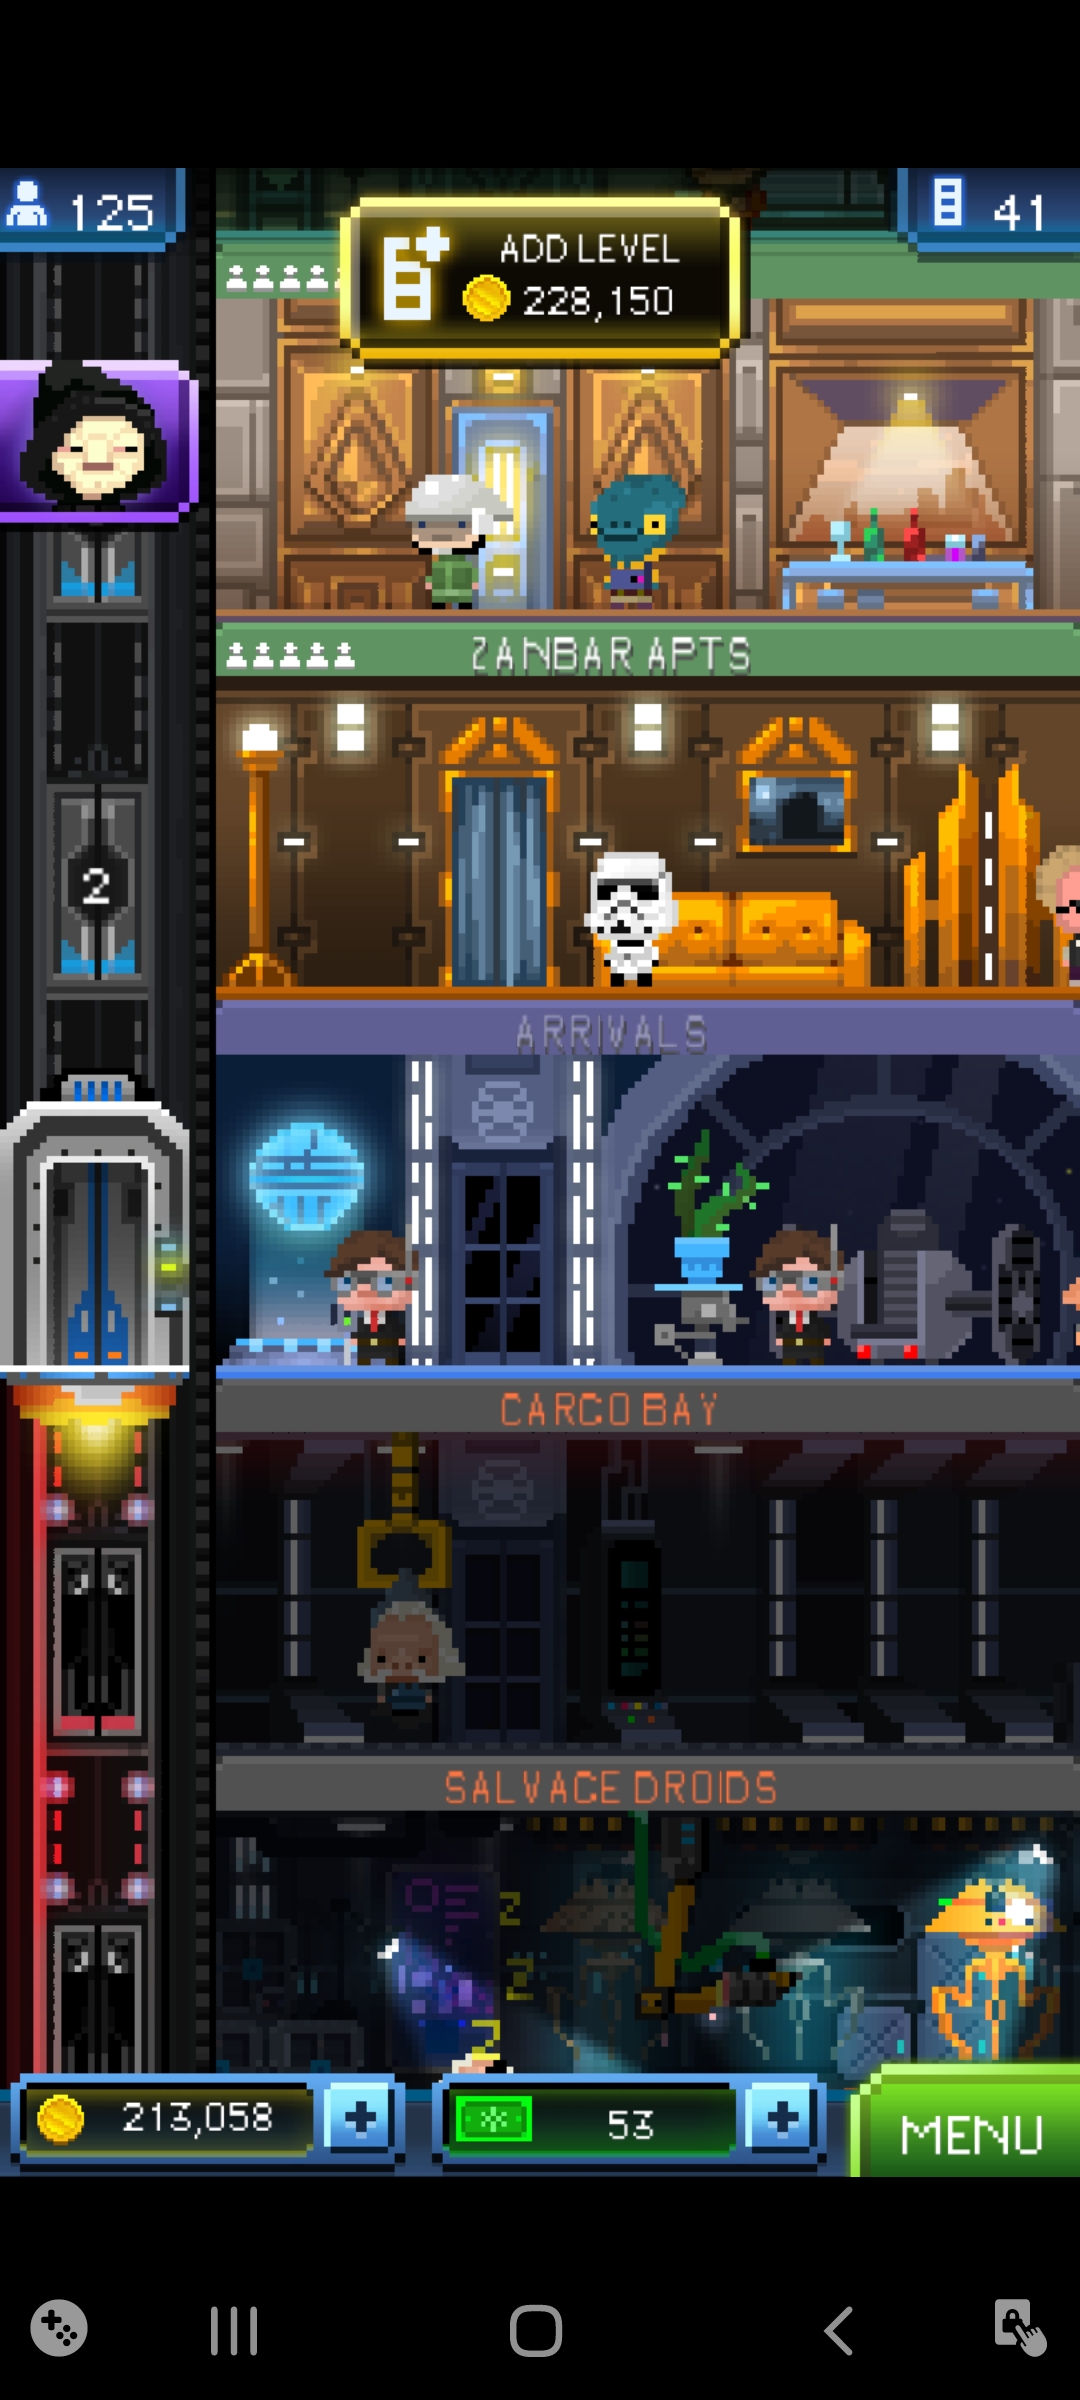 125
41
ADD LEVEL
228,150
ZANBAR APTS
2
ARRIVALS
CARGO BAY
SALVAGE DROIDS
Z
Z
Z
213,058
53
MENU